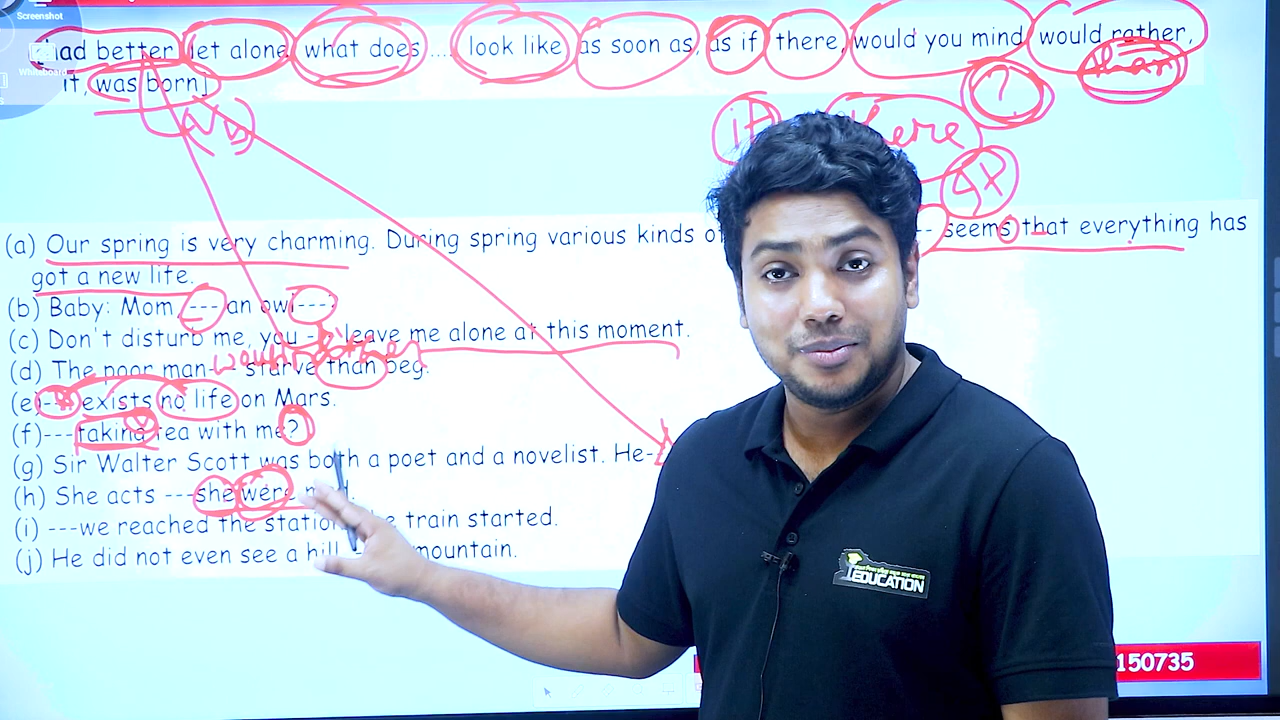 Screenshot
had better, let alone, what does .... look like, as soon as, as if, there, would you mind, would rather,
it, was born]
than
?
it there
Vb
(a) Our spring is very charming. During spring various kinds of -- seems that everything has
got a new life.
(b) Baby: Mom, --- an owl---?
(c) Don't disturb me, you --- leave me alone at this moment.
would rather
(d) The poor man--- starve than beg.
(e)--- exists no life on Mars.
(f)---taking tea with me?
(g) Sir Walter Scott was both a poet and a novelist. He-
(h) She acts ---she were
(i) ---we reached the station, the train started.
(j) He did not even see a hill mountain.
EDUCATION
150735